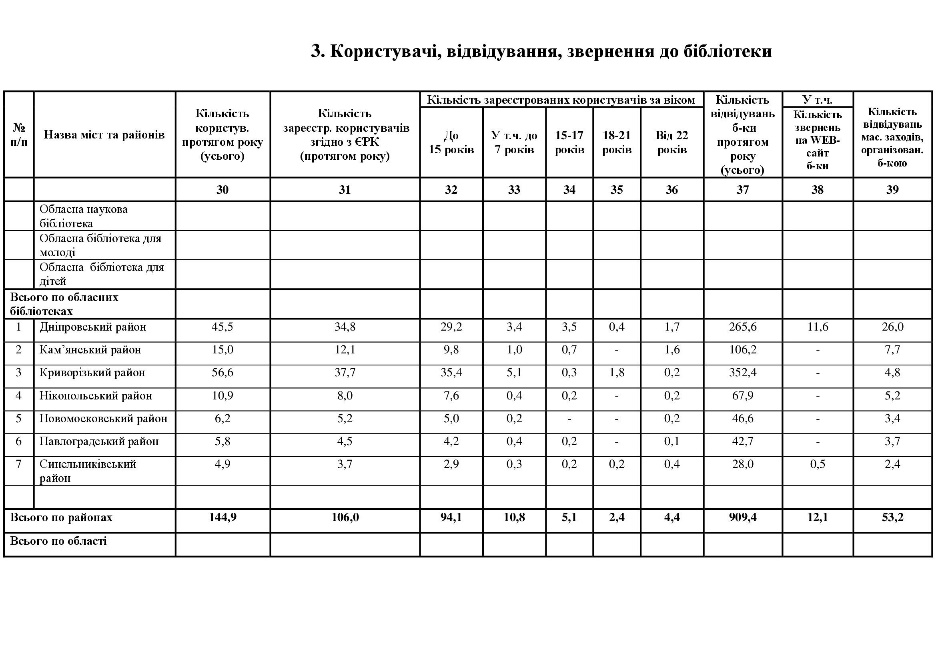 3. Користувачі, відвідування, звернення до бібліотеки
№ п/п | Назва міст та районів | Кількість користув. протягом року (усього) | Кількість зареєстр. користувачів згідно з ЄРК (протягом року) | Кількість зареєстрованих користувачів за віком | Кількість відвідувань б-ки протягом року (усього) | У т.ч. | Кількість відвідувань мас. заходів, організован. б-кою
До 15 років | У т.ч. до 7 років | 15-17 років | 18-21 років | Від 22 років | Кількість звернень на WEB-сайт б-ки
30 | 31 | 32 | 33 | 34 | 35 | 36 | 37 | 38 | 39
Обласна наукова
бібліотека
Обласна бібліотека для
молоді
Обласна бібліотека для
дітей
Всього по обласних
бібліотеках
1 | Дніпровський район | 45,5 | 34,8 | 29,2 | 3,4 | 3,5 | 0,4 | 1,7 | 265,6 | 11,6 | 26,0
2 | Кам’янський район | 15,0 | 12,1 | 9,8 | 1,0 | 0,7 | - | 1,6 | 106,2 | - | 7,7
3 | Криворізький район | 56,6 | 37,7 | 35,4 | 5,1 | 0,3 | 1,8 | 0,2 | 352,4 | - | 4,8
4 | Нікопольський район | 10,9 | 8,0 | 7,6 | 0,4 | 0,2 | - | 0,2 | 67,9 | - | 5,2
5 | Новомосковський район | 6,2 | 5,2 | 5,0 | 0,2 | - | - | 0,2 | 46,6 | - | 3,4
6 | Павлоградський район | 5,8 | 4,5 | 4,2 | 0,4 | 0,2 | - | 0,1 | 42,7 | - | 3,7
7 | Синельниківський район | 4,9 | 3,7 | 2,9 | 0,3 | 0,2 | 0,2 | 0,4 | 28,0 | 0,5 | 2,4
Всього по районах | 144,9 | 106,0 | 94,1 | 10,8 | 5,1 | 2,4 | 4,4 | 909,4 | 12,1 | 53,2
Всього по області